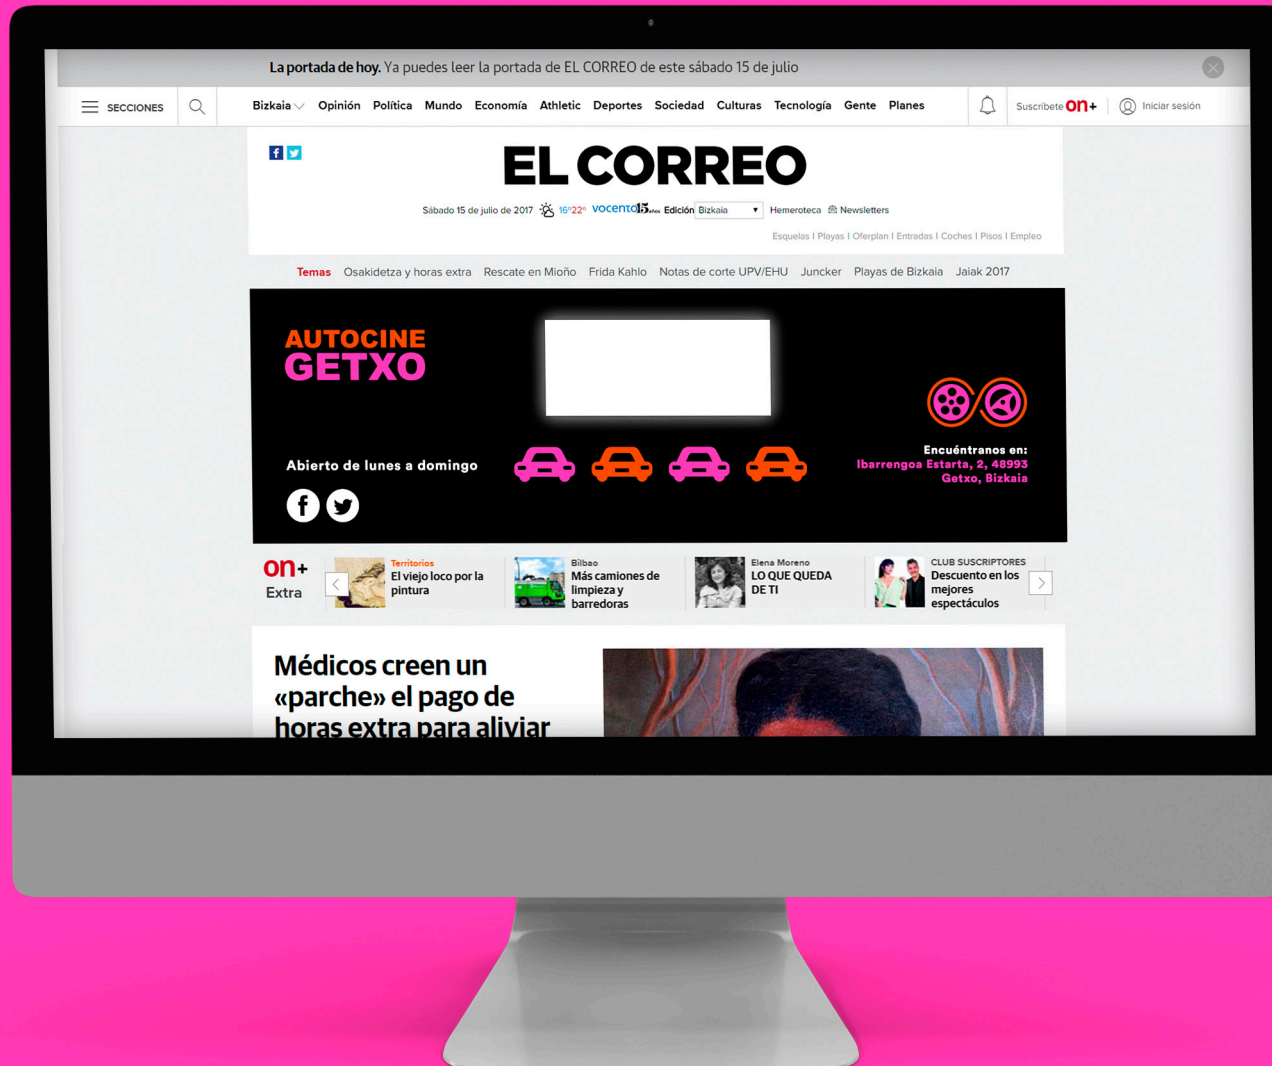 La portada de hoy. Ya puedes leer la portada de EL CORREO de este sábado 15 de julio
SECCIONES
Bizkaia Opinión Política Mundo Economía Athletic Deportes Sociedad Culturas Tecnología Gente Planes
Suscríbete on+
Iniciar sesión
EL CORREO
Sábado 15 de julio de 2017 16º22º vocento 15 años Edición Bizkaia Hemeroteca Newsletters
Esquelas | Playas | Oferplan | Entradas | Coches | Pisos | Empleo
Temas Osakidetza y horas extra Rescate en Mioño Frida Kahlo Notas de corte UPV/EHU Juncker Playas de Bizkaia Jaiak 2017
AUTOCINE
GETXO
Abierto de lunes a domingo
Encuéntranos en:
Ibarrengoa Estarta, 2, 48993
Getxo, Bizkaia
on+
Extra
Territorios
El viejo loco por la
pintura
Bilbao
Más camiones de
limpieza y
barredoras
Elena Moreno
LO QUE QUEDA
DE TI
CLUB SUSCRIPTORES
Descuento en los
mejores
espectáculos
Médicos creen un
«parche» el pago de
horas extra para aliviar